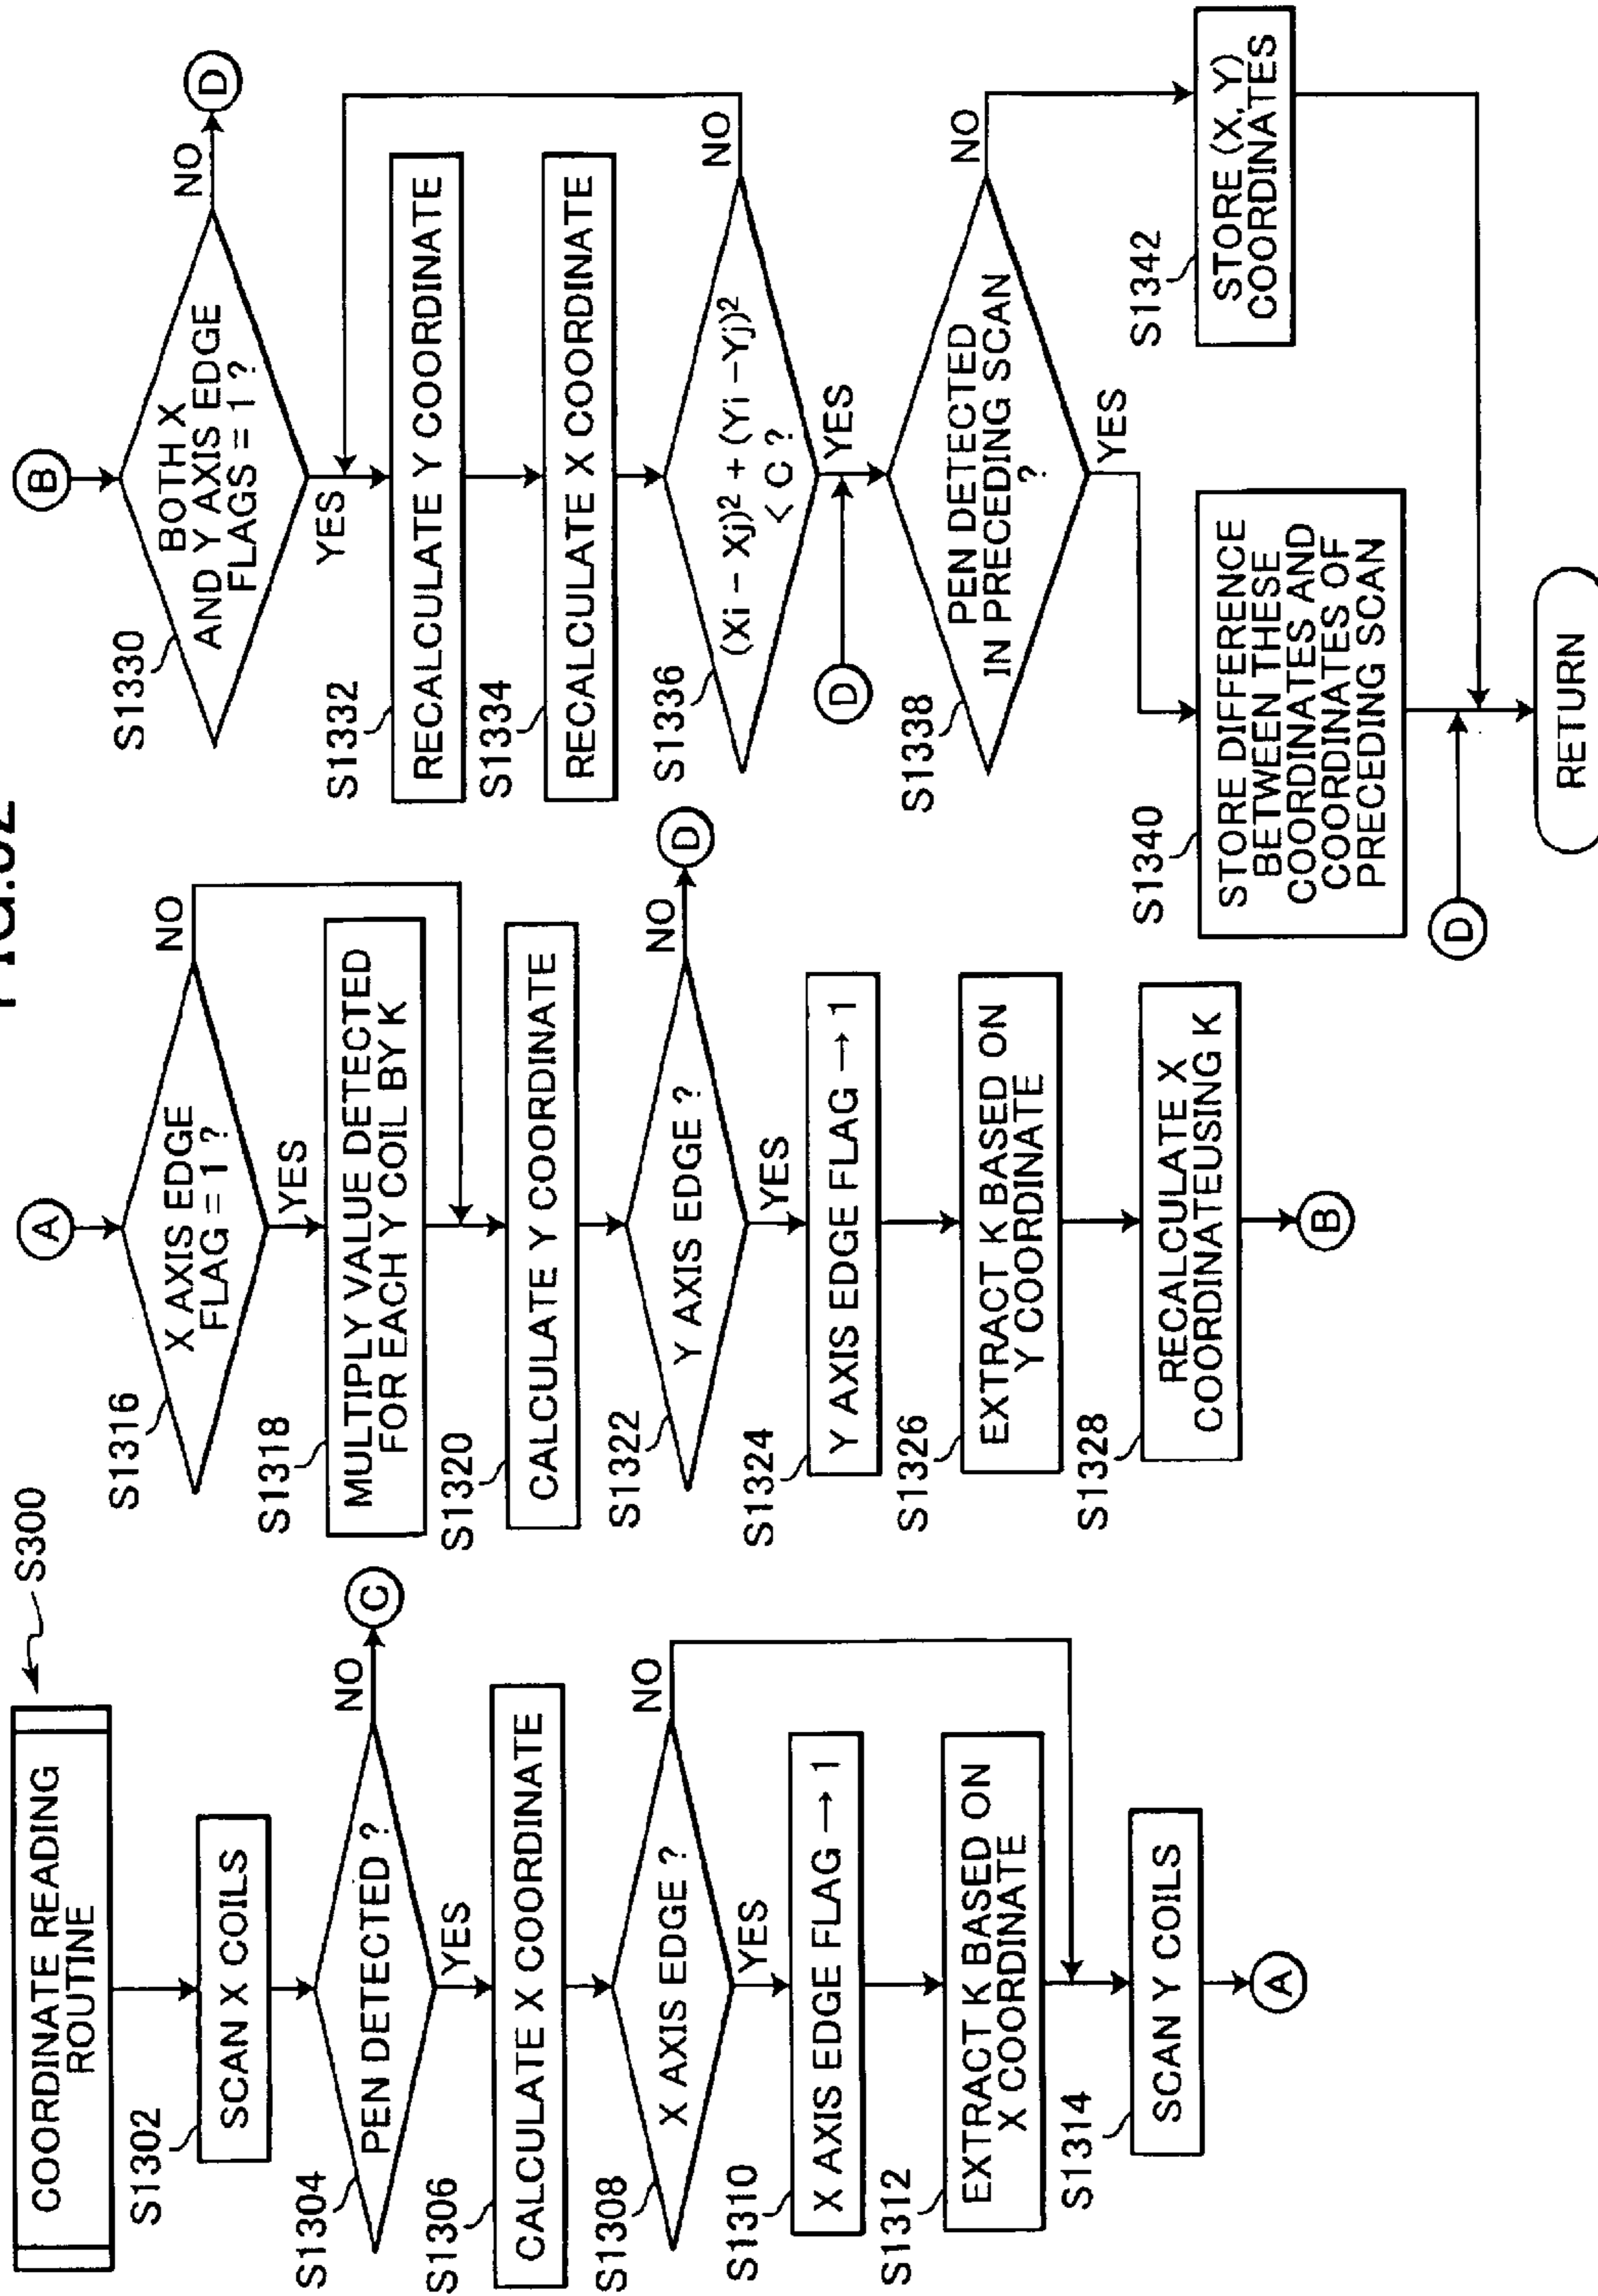 COORDINATE READING
ROUTINE
S300
S1302
SCAN X COILS
S1304
PEN DETECTED ?
NO
C
YES
S1306
CALCULATE X COORDINATE
S1308
X AXIS EDGE ?
NO
YES
S1310
X AXIS EDGE FLAG → 1
S1312
EXTRACT K BASED ON
X COORDINATE
S1314
SCAN Y COILS
A
A
S1316
X AXIS EDGE
FLAG = 1 ?
NO
YES
S1318
MULTIPLY VALUE DETECTED
FOR EACH Y COIL BY K
S1320
CALCULATE Y COORDINATE
S1322
Y AXIS EDGE ?
NO
D
YES
S1324
Y AXIS EDGE FLAG → 1
S1326
EXTRACT K BASED ON
Y COORDINATE
S1328
RECALCULATE X
COORDINATEUSING K
B
B
S1330
BOTH X
AND Y AXIS EDGE
FLAGS = 1 ?
NO
D
YES
S1332
RECALCULATE Y COORDINATE
S1334
RECALCULATE X COORDINATE
S1336
(Xi − Xj)² + (Yi −Yj)²
< C ?
NO
YES
D
S1338
PEN DETECTED
IN PRECEDING SCAN
?
NO
YES
S1340
STORE DIFFERENCE
BETWEEN THESE
COORDINATES AND
COORDINATES OF
PRECEDING SCAN
S1342
STORE (X, Y)
COORDINATES
D
RETURN